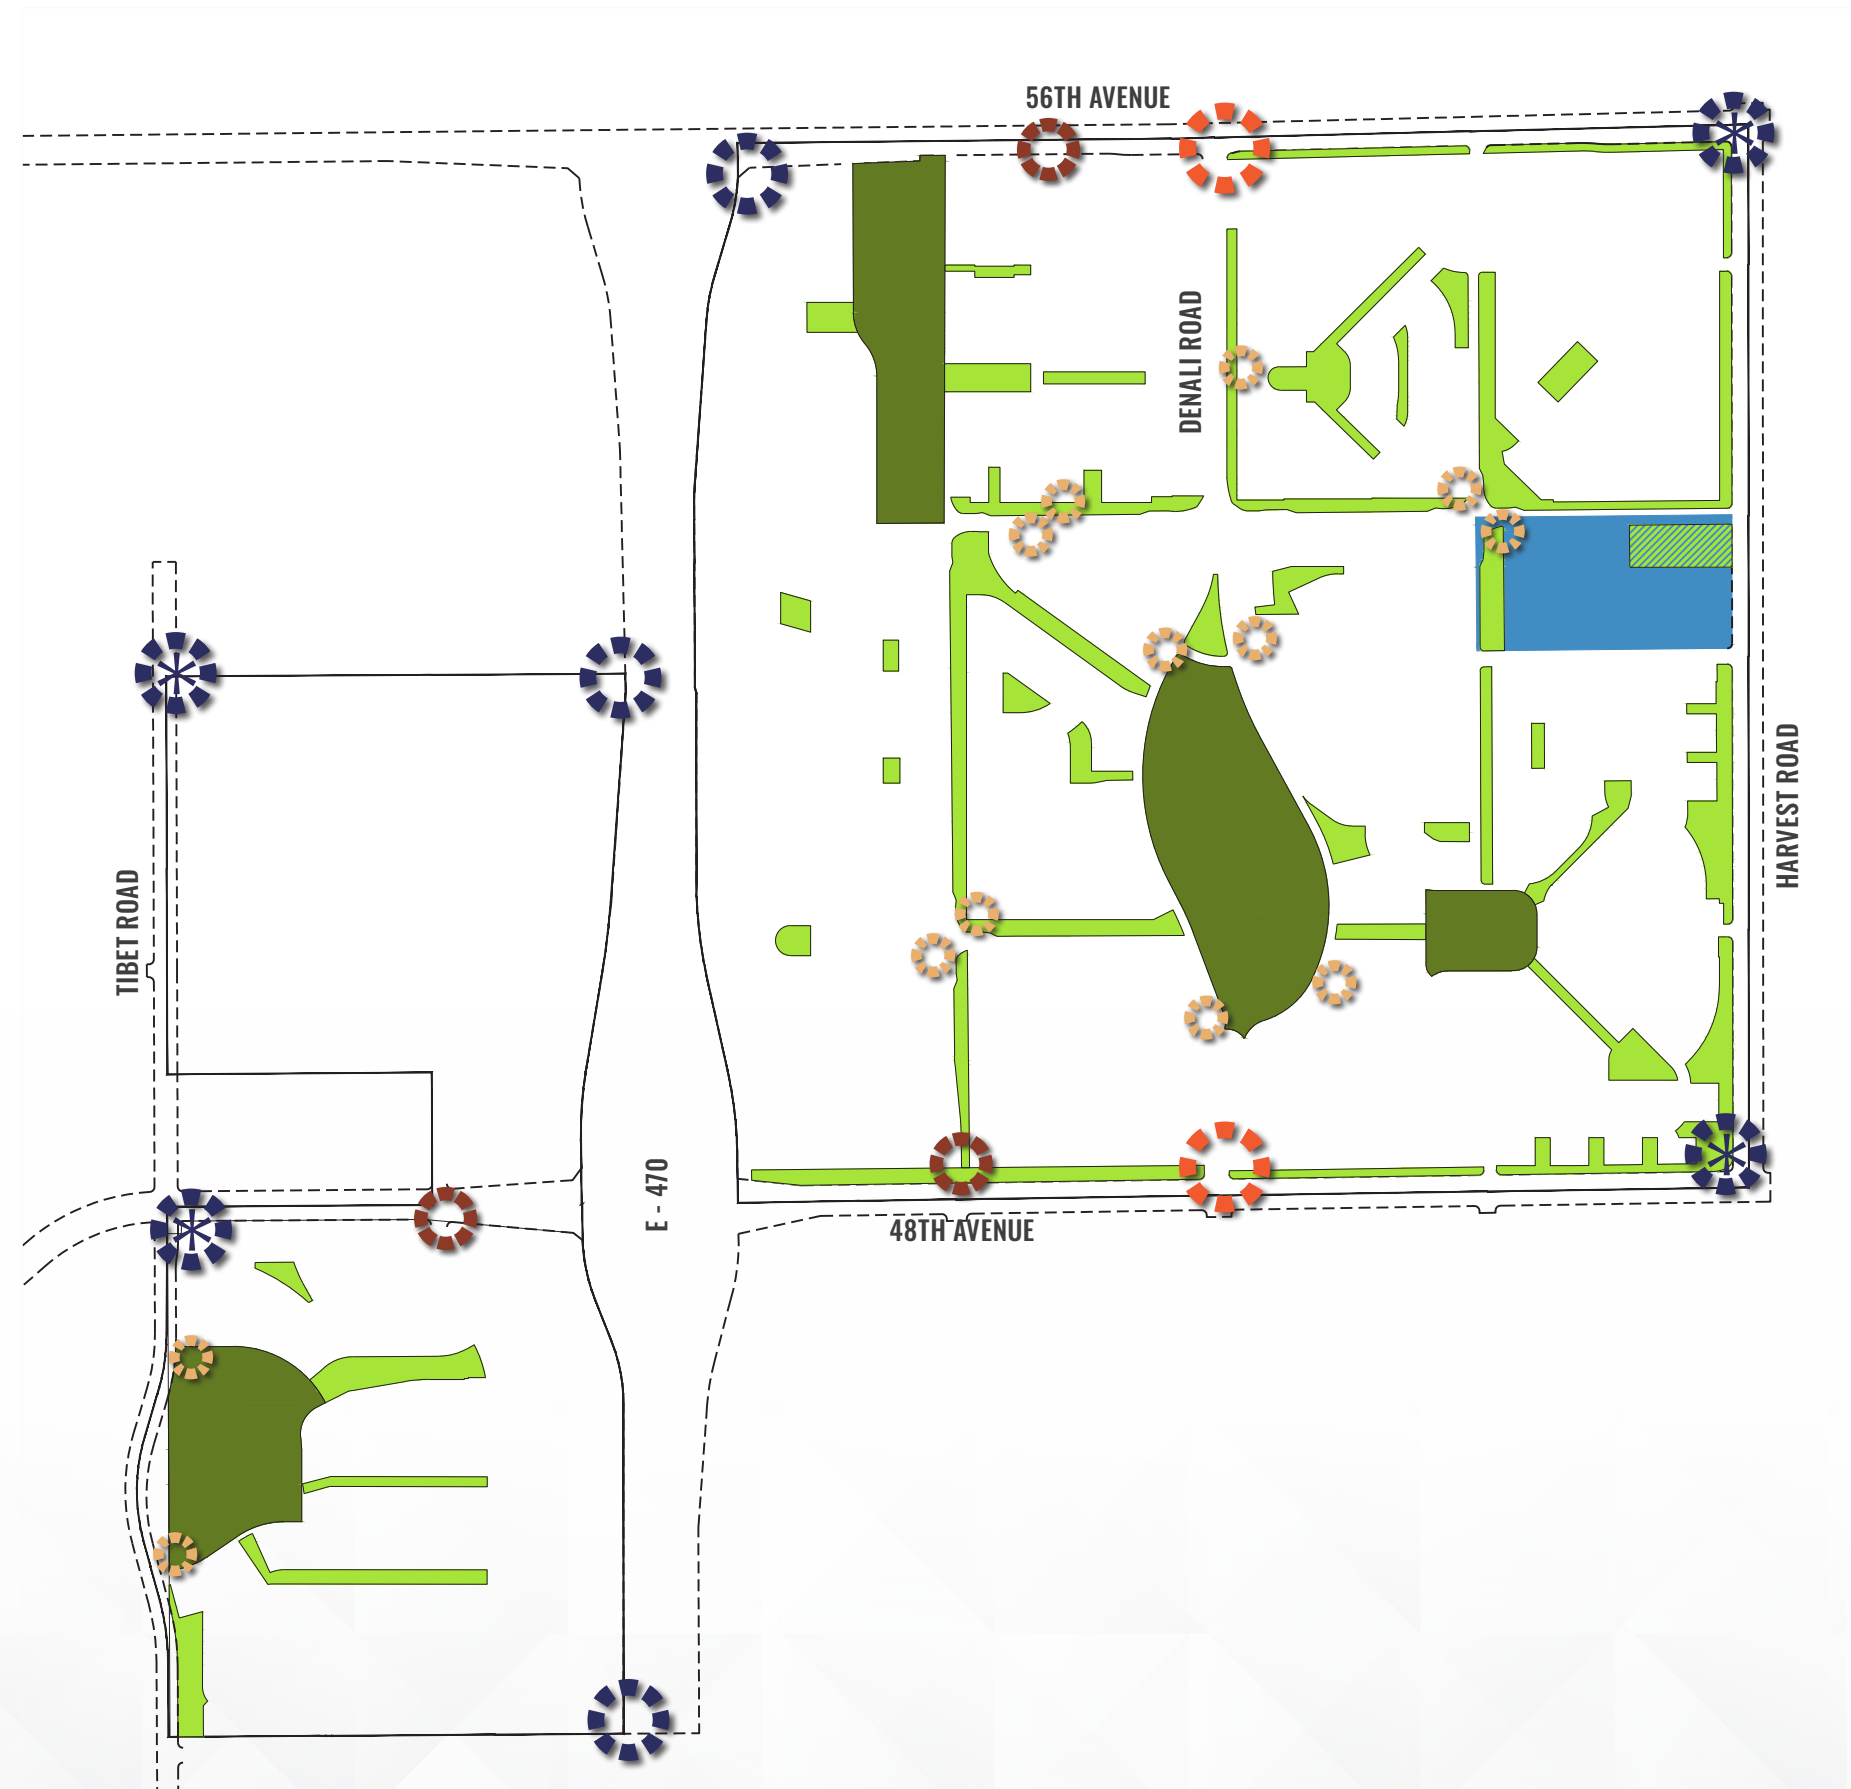 56TH AVENUE
DENALI ROAD
HARVEST ROAD
TIBET ROAD
E - 470
48TH AVENUE